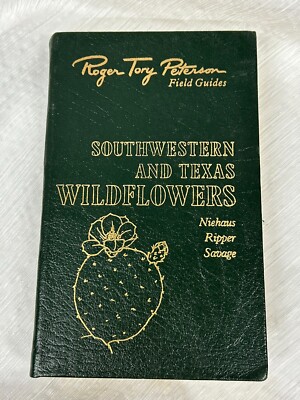 Roger Tory Peterson
Field Guides
SOUTHWESTERN
AND TEXAS
WILDFLOWERS
Niehaus
Ripper
Savage